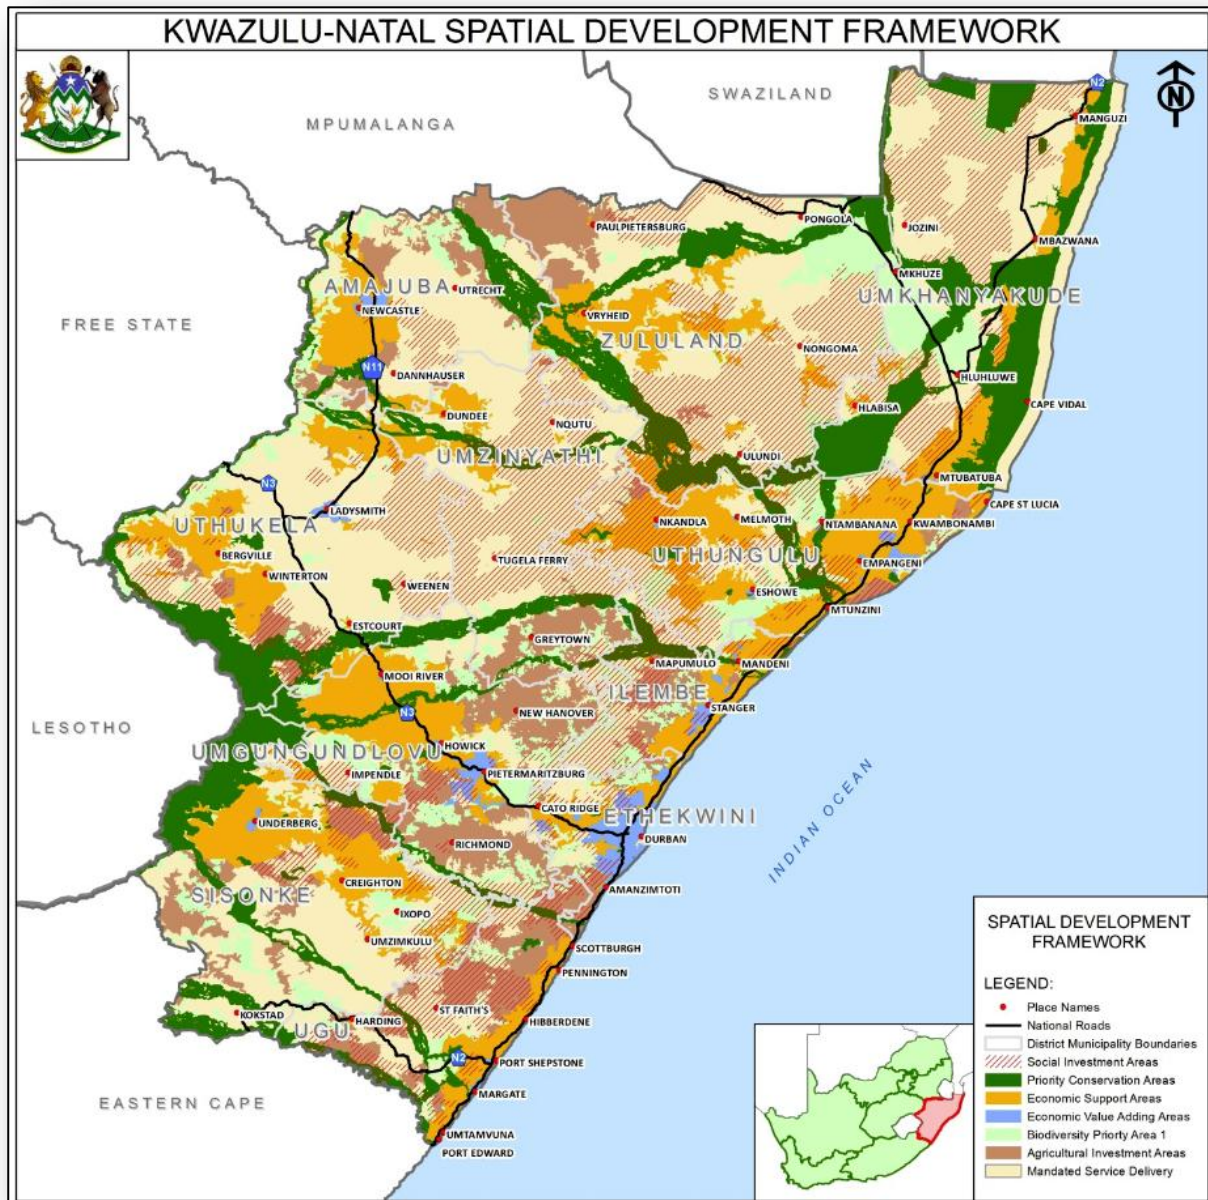 KWAZULU-NATAL SPATIAL DEVELOPMENT FRAMEWORK
SWAZILAND
MPUMALANGA
N2
MANGUZI
PAULPIETERSBURG
PONGOLA
JOZINI
MBAZWANA
MKHUZE
AMAJUBA
UTRECHT
UMKHANYAKUDE
NEWCASTLE
VRYHEID
FREE STATE
ZULULAND
NONGOMA
N11
DANNHAUSER
HLUHLUWE
HLABISA
CAPE VIDAL
DUNDEE
NQUTU
UMZINYATHI
ULUNDI
N3
MTUBATUBA
CAPE ST LUCIA
LADYSMITH
UTHUKELA
NKANDLA
MELMOTH
NTAMBANANA
KWAMBONAMBI
BERGVILLE
UTHUNGULU
TUGELA FERRY
EMPANGENI
WINTERTON
WEENEN
ESHOWE
MTUNZINI
ESTCOURT
GREYTOWN
MAPUMULO
MANDENI
MOOI RIVER
ILEMBE
N3
NEW HANOVER
STANGER
LESOTHO
UMGUNGUNDLOVU
HOWICK
IMPENDLE
PIETERMARITZBURG
CATO RIDGE
ETHEKWINI
UNDERBERG
DURBAN
INDIAN OCEAN
RICHMOND
CREIGHTON
AMANZIMTOTI
SISONKE
IXOPO
UMZIMKULU
SCOTTBURGH
PENNINGTON
ST FAITH'S
KOKSTAD
HARDING
HIBBERDENE
UGU
N2
PORT SHEPSTONE
MARGATE
EASTERN CAPE
UMTAMVUNA
PORT EDWARD
SPATIAL DEVELOPMENT
FRAMEWORK
LEGEND:
Place Names
National Roads
District Municipality Boundaries
Social Investment Areas
Priority Conservation Areas
Economic Support Areas
Economic Value Adding Areas
Biodiversity Priorty Area 1
Agricultural Investment Areas
Mandated Service Delivery
N